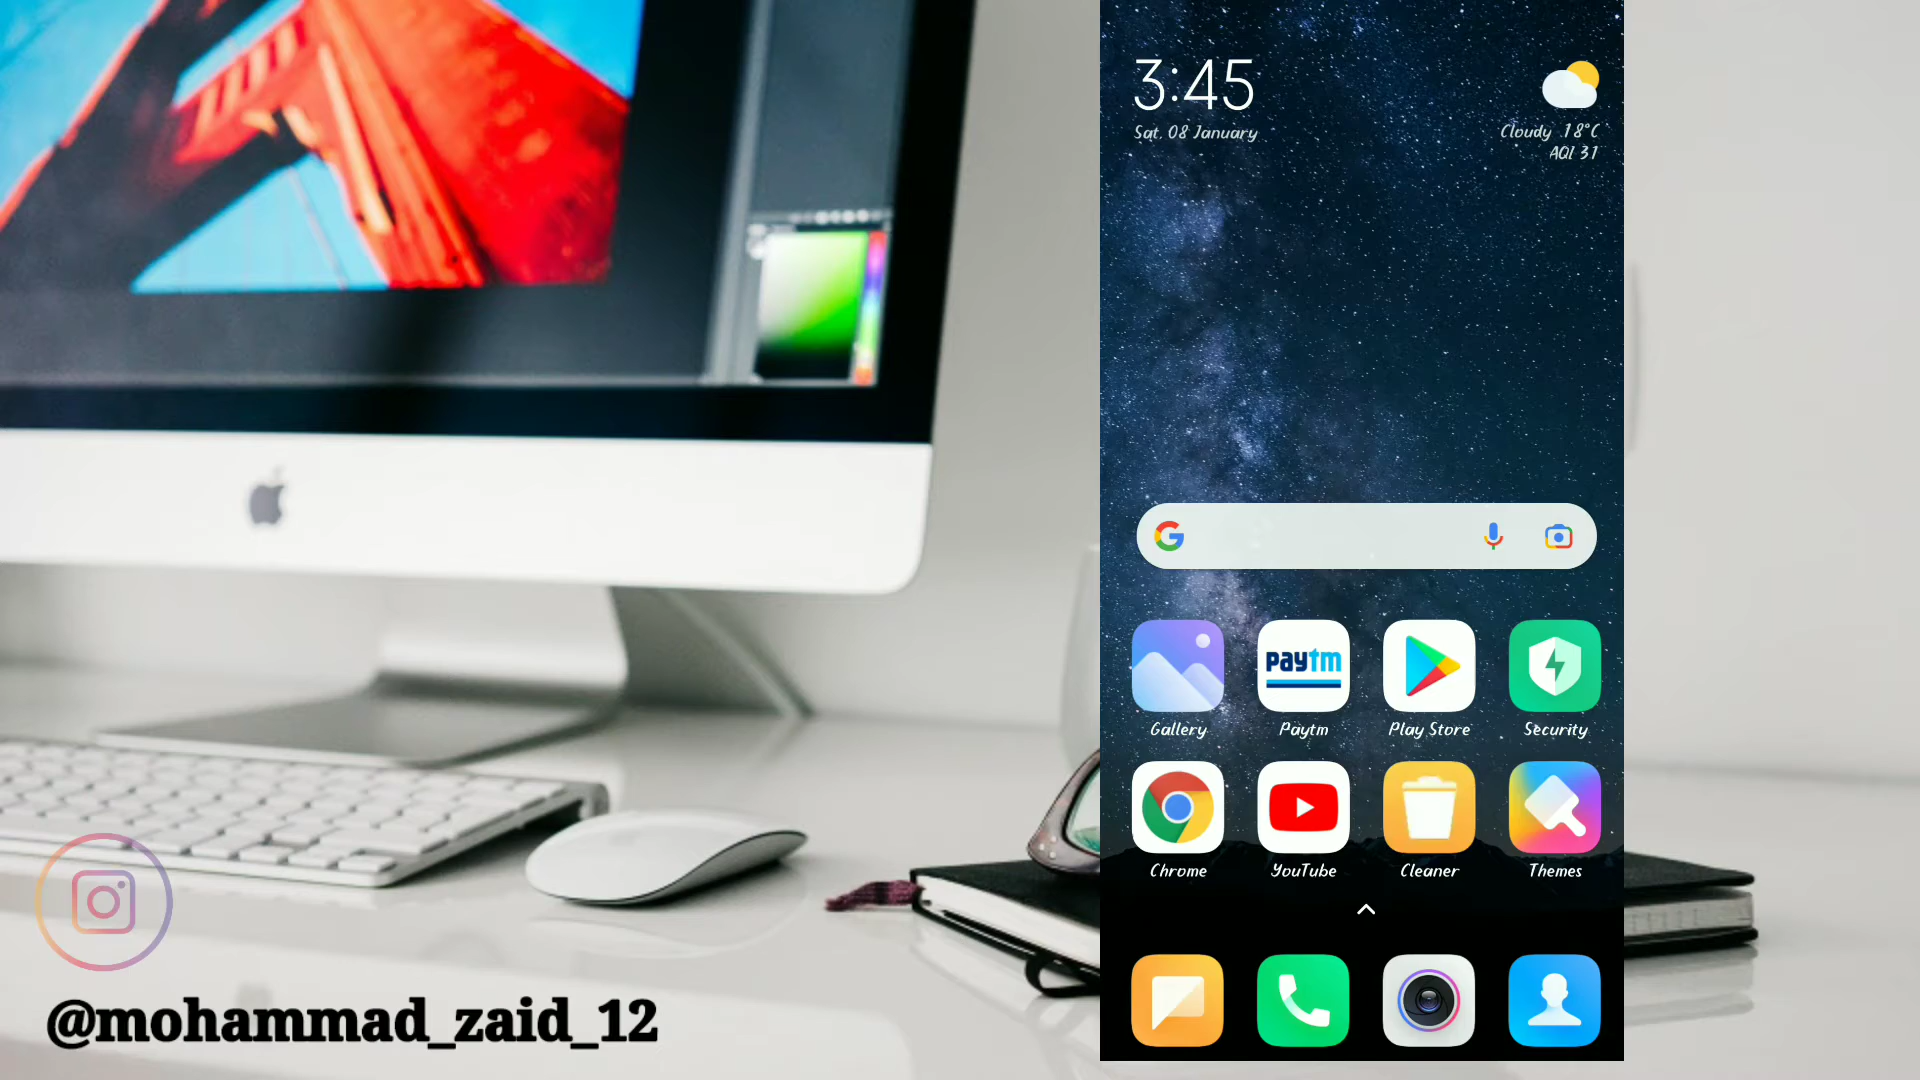 3:45
Sat, 08 January
Cloudy 18°C
AQI 31
paytm
Gallery
Paytm
Play Store
Security
Chrome
YouTube
Cleaner
Themes
@mohammad_zaid_12